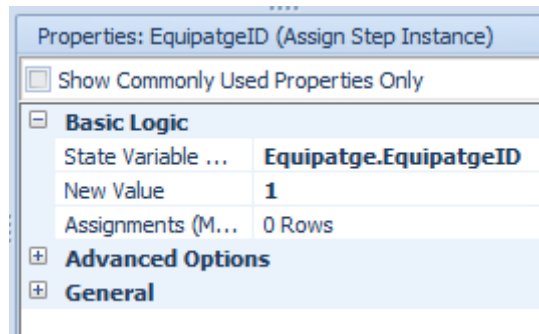 Properties: EquipatgeID (Assign Step Instance)
Show Commonly Used Properties Only
Basic Logic
State Variable ... Equipatge.EquipatgeID
New Value 1
Assignments (M... 0 Rows
Advanced Options
General